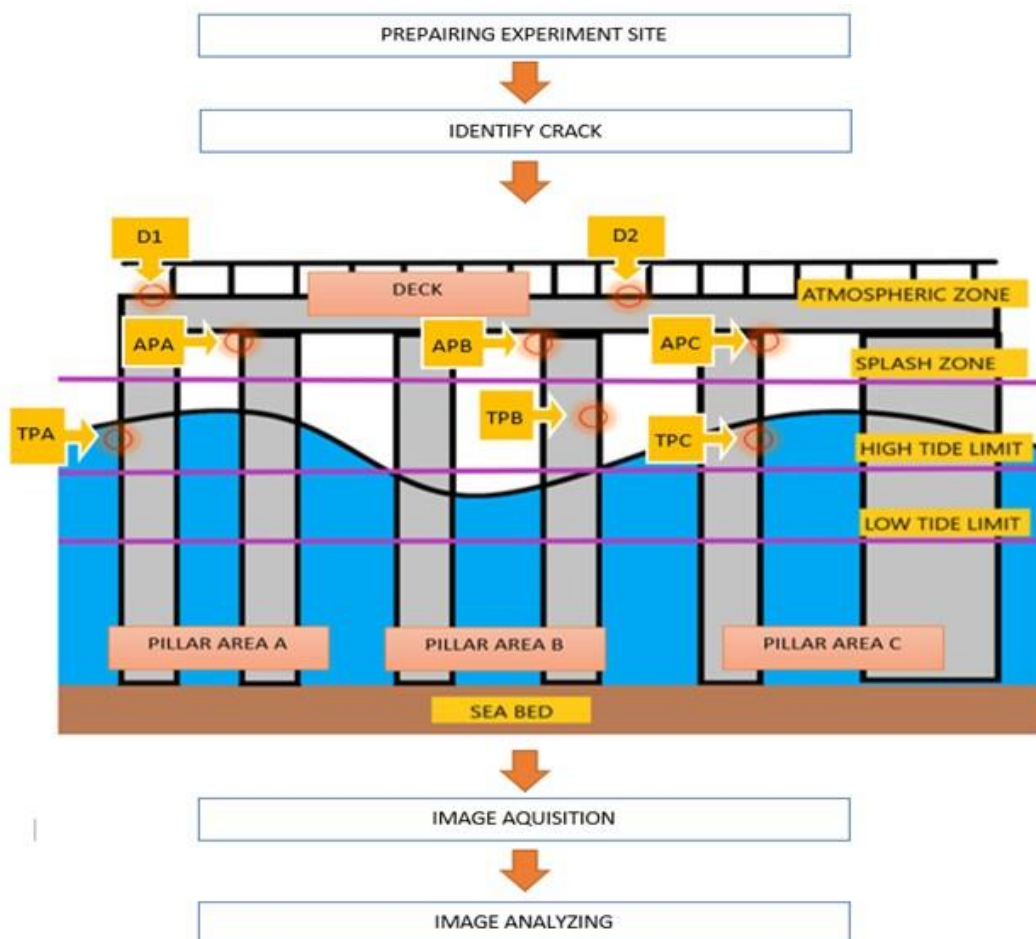 PREPAIRING EXPERIMENT SITE
IDENTIFY CRACK
D1
D2
DECK
ATMOSPHERIC ZONE
APA
APB
APC
SPLASH ZONE
TPA
TPB
TPC
HIGH TIDE LIMIT
LOW TIDE LIMIT
PILLAR AREA A
PILLAR AREA B
PILLAR AREA C
SEA BED
IMAGE AQUISITION
IMAGE ANALYZING